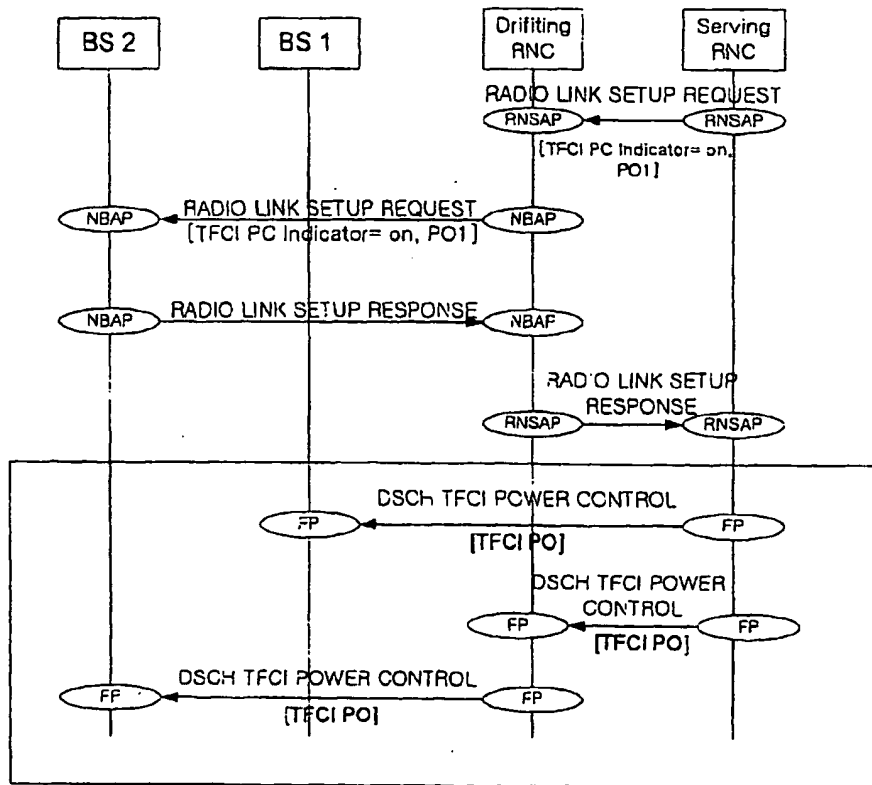 BS 2
BS 1
Drifiting
RNC
Serving
RNC
RADIO LINK SETUP REQUEST
RNSAP
RNSAP
[TFCI PC Indicator= on,
PO1]
RADIO LINK SETUP REQUEST
NBAP
NBAP
[TFCI PC Indicator= on, PO1]
RADIO LINK SETUP RESPONSE
NBAP
NBAP
RADIO LINK SETUP
RESPONSE
RNSAP
RNSAP
DSCH TFCI POWER CONTROL
FP
FP
[TFCI PO]
DSCH TFCI POWER
CONTROL
FP
FP
[TFCI PO]
DSCH TFCI POWER CONTROL
FP
FP
[TFCI PO]